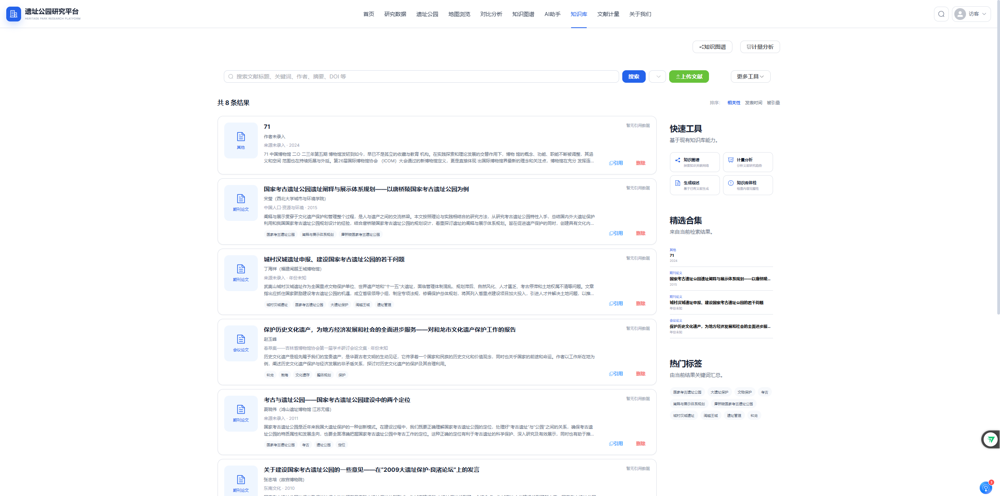 遗址公园研究平台
HERITAGE PARK RESEARCH PLATFORM
首页 研究数据 遗址公园 地图浏览 对比分析 知识图谱 AI助手 知识库 文献计量 关于我们
访客
知识图谱 计量分析
搜索文献标题、关键词、作者、摘要、DOI 等
搜索
上传文献
更多工具
共 8 条结果
排序： 相关性 发表时间 被引量
其他
71
暂无引用数据
作者未录入
来源未录入 · 2024
71 中国博物馆 二〇 二三年第五期 博物馆发轫到如今，早已不是孤立的收藏与教育 机构。在实践探索和理论发展的交替作用下，博物 馆的概念、功能、职能不断被调整，其涵
义和空间 范围也在持续拓展与外延。第26届国际博物馆协会 （ICOM）大会通过的新博物馆定义，更是直接体现 出国际博物馆界最新的理念和关注点，博物馆在充分 发挥连...
引用 删除
期刊论文
国家考古遗址公园遗址阐释与展示体系规划——以唐桥陵国家考古遗址公园为例
暂无引用数据
宋莹（西北大学城市与环境学院）
中国人口·资源与环境 · 2015
阐释与展示贯穿于文化遗产保护和管理整个过程，是人与遗产之间的交流桥梁。本文按照理论与实践相结合的研究方法，从研究考古遗址公园特性入手，总结国内外大遗址保护
利用和我国国家考古遗址公园规划设计的经验，结合唐桥陵国家考古遗址公园的规划设计，着重探讨遗址的阐释与展示体系规划。旨在促进遗产保护的同时，创建具有文化内...
国家考古遗址公园 阐释与展示体系规划 唐桥陵国家考古遗址公园
引用 删除
期刊论文
城村汉城遗址申报、建设国家考古遗址公园的若干问题
暂无引用数据
丁海祥（福建闽越王城博物馆）
来源未录入 · 年份未知
武夷山城村汉城遗址作为全国重点文物保护单位、世界遗产地和“十一五”大遗址，面临管理体制混乱、规划滞后、自然风化、人才匮乏、考古停滞和土地权属不清等问题。文章
指出应抓住国家鼓励建设考古遗址公园的机遇，成立省级领导小组，制定专项法规，修编保护总体规划，将其列入省重点建设项目加大投入，引进人才并解决土地问题，以推...
城村汉城遗址 国家考古遗址公园 大遗址保护 闽越王城 遗址管理
引用 删除
会议论文
保护历史文化遗产，为地方经济发展和社会的全面进步服务——对和龙市文化遗产保护工作的报告
暂无引用数据
赵玉峰
春草集——吉林省博物馆协会第一届学术研讨会论文集 · 年份未知
历史文化遗产是祖先赐予我们的宝贵遗产，是华夏古老文明的生动见证，它传承着一个国家和民族的历史文化和价值观念，同时也关乎国家的前途和命运。作者以工作所在地为
例，阐述历史文化遗产保护与经济发展的非矛盾关系，探讨对历史文化遗产的保护及其合理利用。
和龙 渤海 文化遗存 整体规划 保护
引用 删除
期刊论文
考古与遗址公园——国家考古遗址公园建设中的两个定位
暂无引用数据
夏晓伟（鸿山遗址博物馆 江苏无锡）
来源未录入 · 2011
国家考古遗址公园是近年来我国大遗址保护的一种创新模式。在建设过程中，我们既要正确理解国家考古遗址公园的定位，处理好“考古遗址”与“公园”之间的关系，确保考古遗
址公园的特质属性和发展走向，也要全面准确把握国家考古遗址公园中考古工作的定位。这种正确的定位有利于考古遗址的科学保护、深入研究及有效展示，同时也有助于推...
国家考古遗址公园 考古 遗址公园 定位
引用 删除
期刊论文
关于建设国家考古遗址公园的一些意见——在“2009大遗址保护·良渚论坛”上的发言
暂无引用数据
张忠培（故宫博物院）
东南文化 · 2010
快速工具
基于现有知识库能力。
知识图谱
探索知识关联网络
计量分析
分析文献研究趋势
生成综述
基于已有文献生成
知识库体检
检查内容完整性
精选合集
来自当前检索结果。
其他
71
2024
期刊论文
国家考古遗址公园遗址阐释与展示体系规划——以唐桥陵...
2015
期刊论文
城村汉城遗址申报、建设国家考古遗址公园的若干问题
年份未知
会议论文
保护历史文化遗产，为地方经济发展和社会的全面进步服...
年份未知
热门标签
由当前结果关键词汇总。
国家考古遗址公园 大遗址保护 文物保护 考古
阐释与展示体系规划 唐桥陵国家考古遗址公园
城村汉城遗址 闽越王城 遗址管理 和龙
3